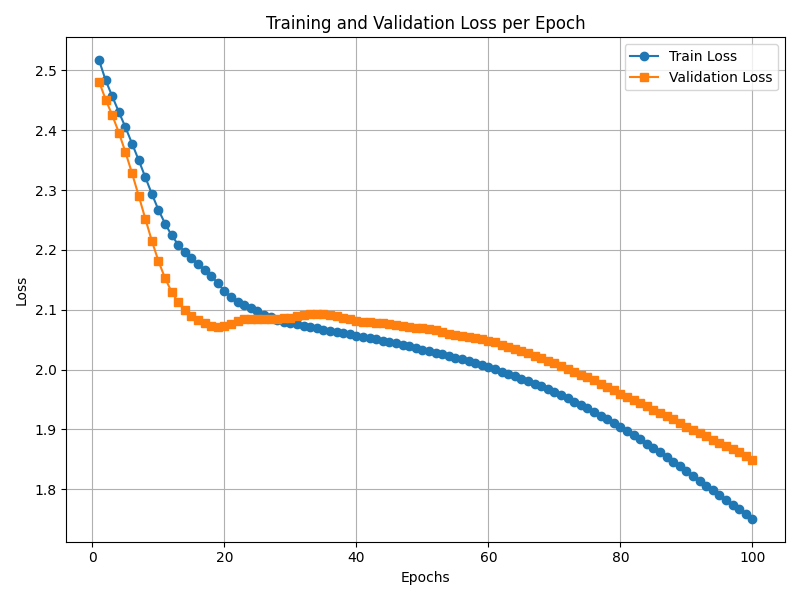 Training and Validation Loss per Epoch
Train Loss
Validation Loss
Loss
2.5
2.4
2.3
2.2
2.1
2.0
1.9
1.8
0 20 40 60 80 100
Epochs